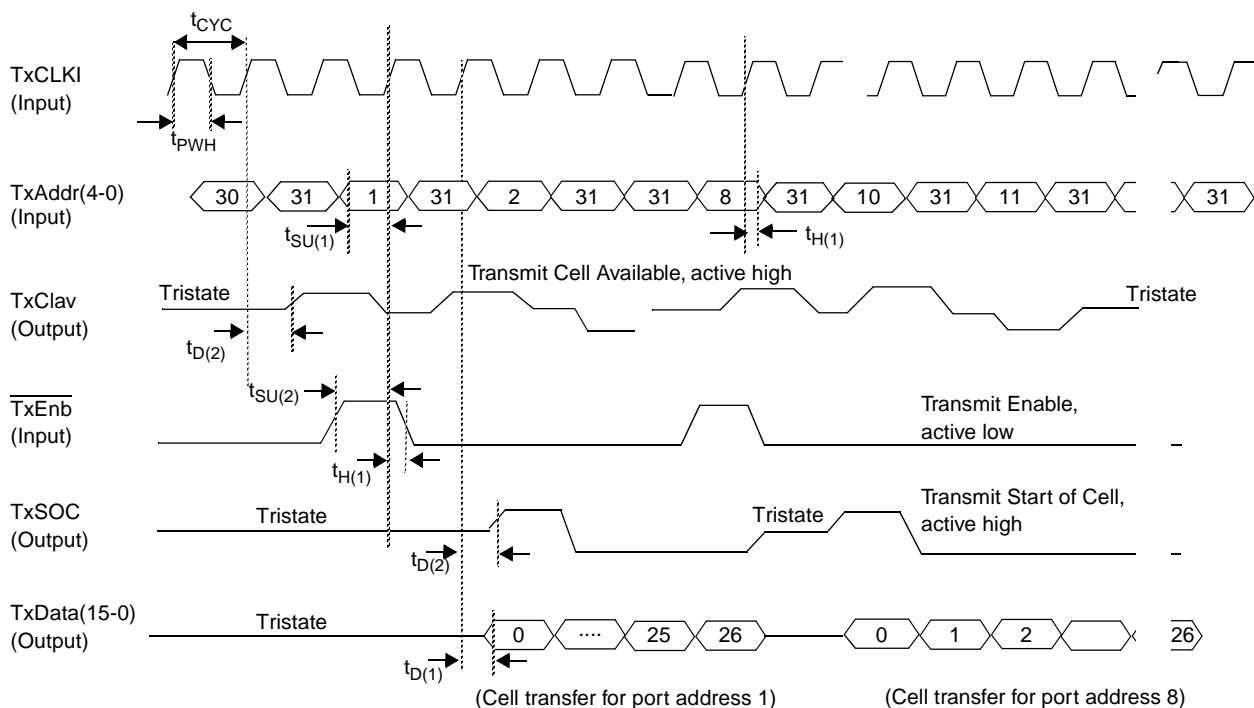 tCYC
TxCLKI
(Input)
tPWH
TxAddr(4-0)
(Input)
30 31 1 31 2 31 31 8 31 10 31 11 31 31
tSU(1)
tH(1)
Transmit Cell Available, active high
TxClav
(Output)
Tristate
Tristate
tD(2)
tSU(2)
TxEnb
(Input)
Transmit Enable,
active low
tH(1)
TxSOC
(Output)
Tristate
Tristate
Transmit Start of Cell,
active high
tD(2)
TxData(15-0)
(Output)
Tristate
0 .... 25 26 0 1 2 26
tD(1)
(Cell transfer for port address 1)
(Cell transfer for port address 8)